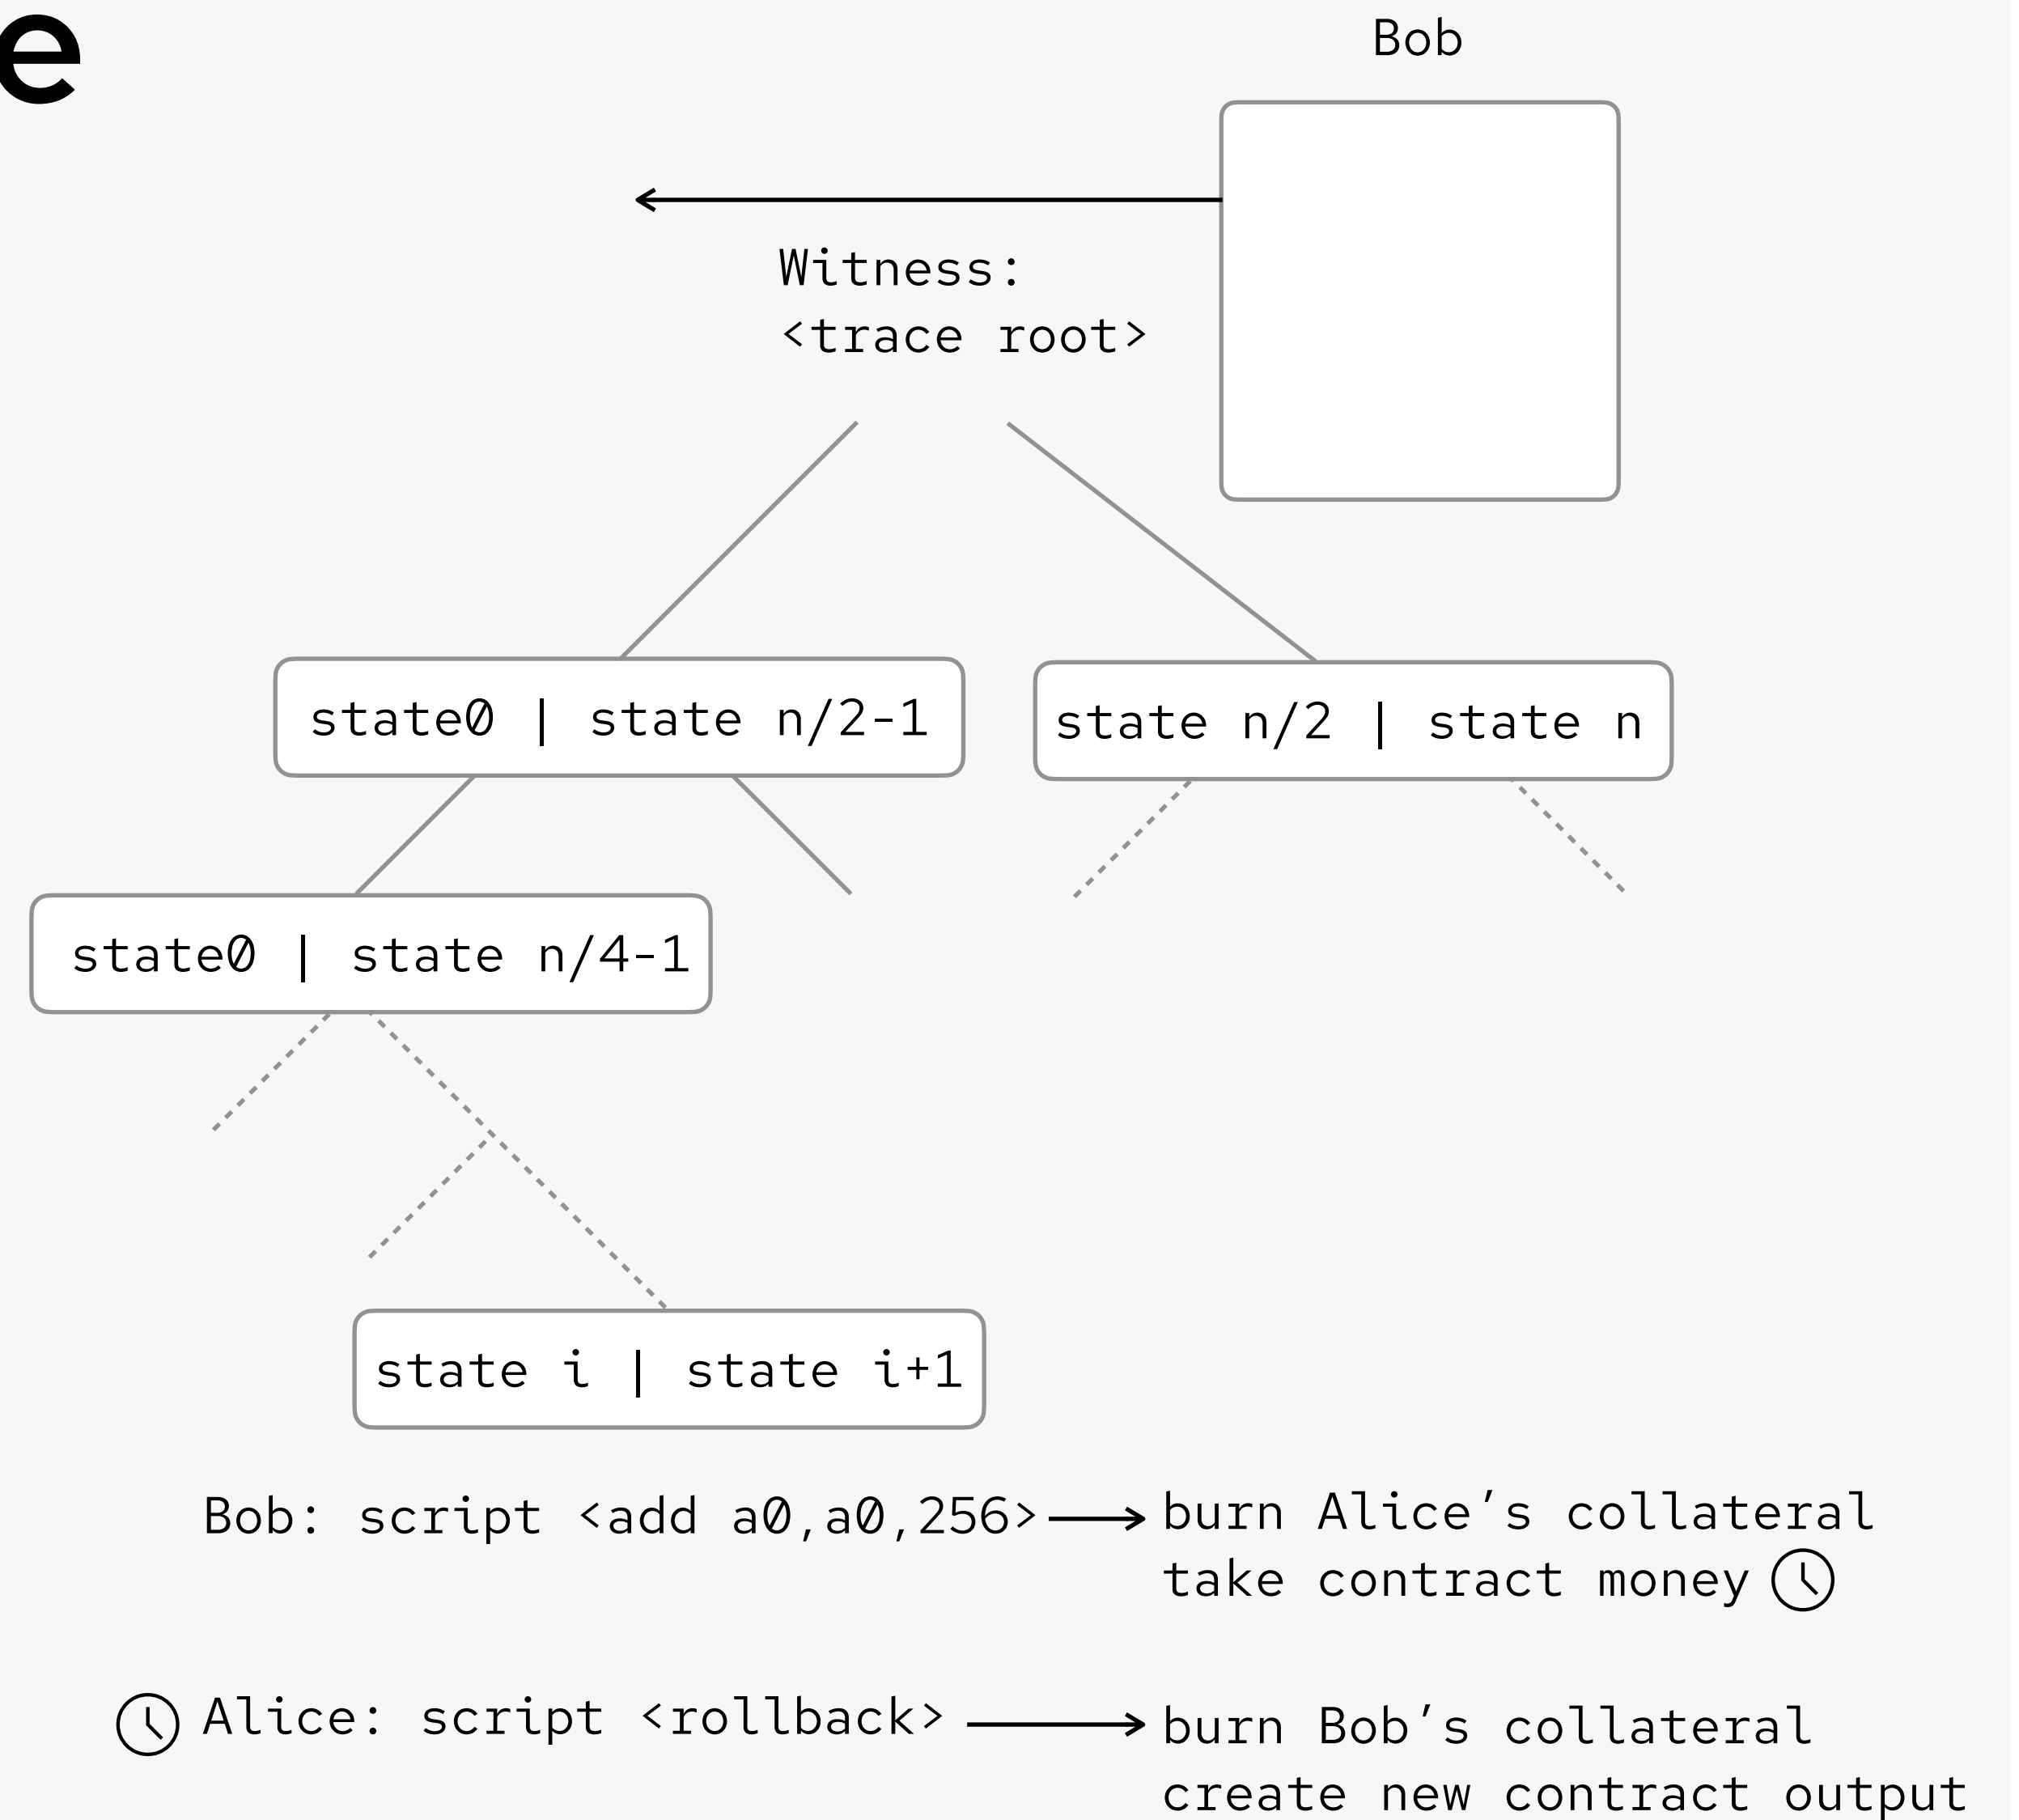 e
Bob
Witness:
<trace root>
state0 | state n/2-1
state n/2 | state n
state0 | state n/4-1
state i | state i+1
Bob: script <add a0,a0,256>
burn Alice’s collateral
take contract money
Alice: script <rollback>
burn Bob’s collateral
create new contract output